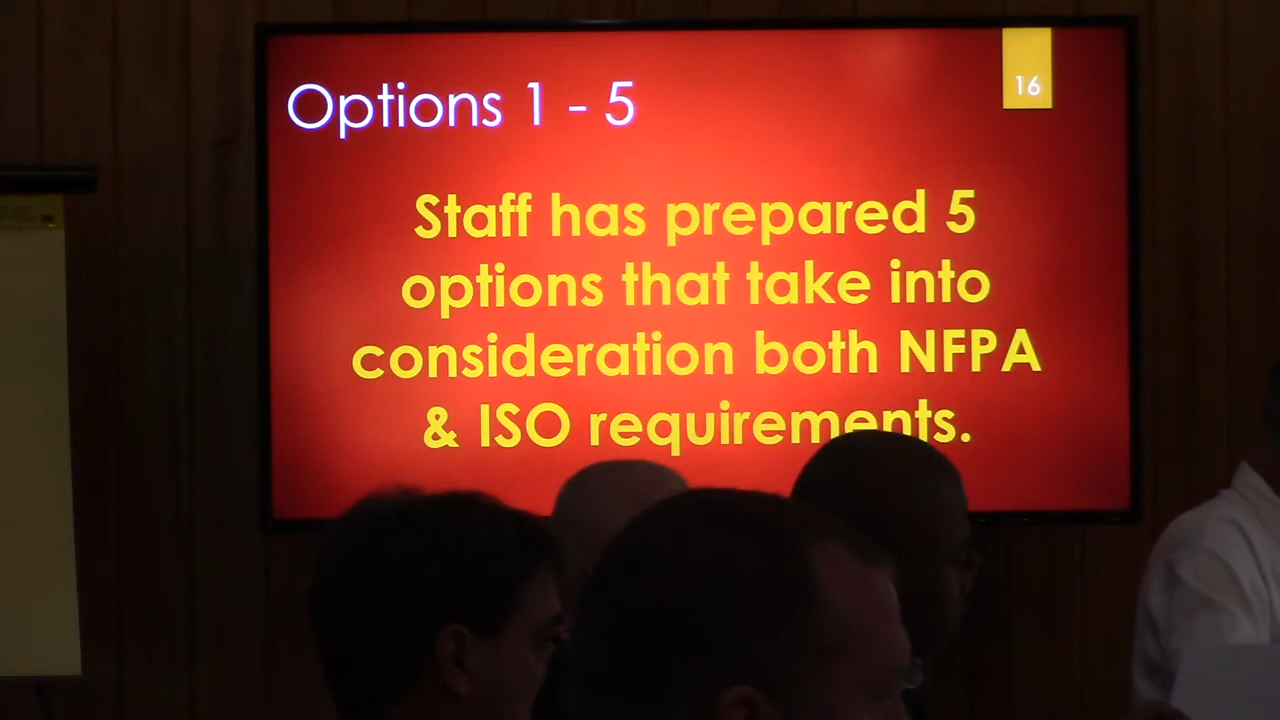 16
Options 1 - 5
Staff has prepared 5
options that take into
consideration both NFPA
& ISO requirements.